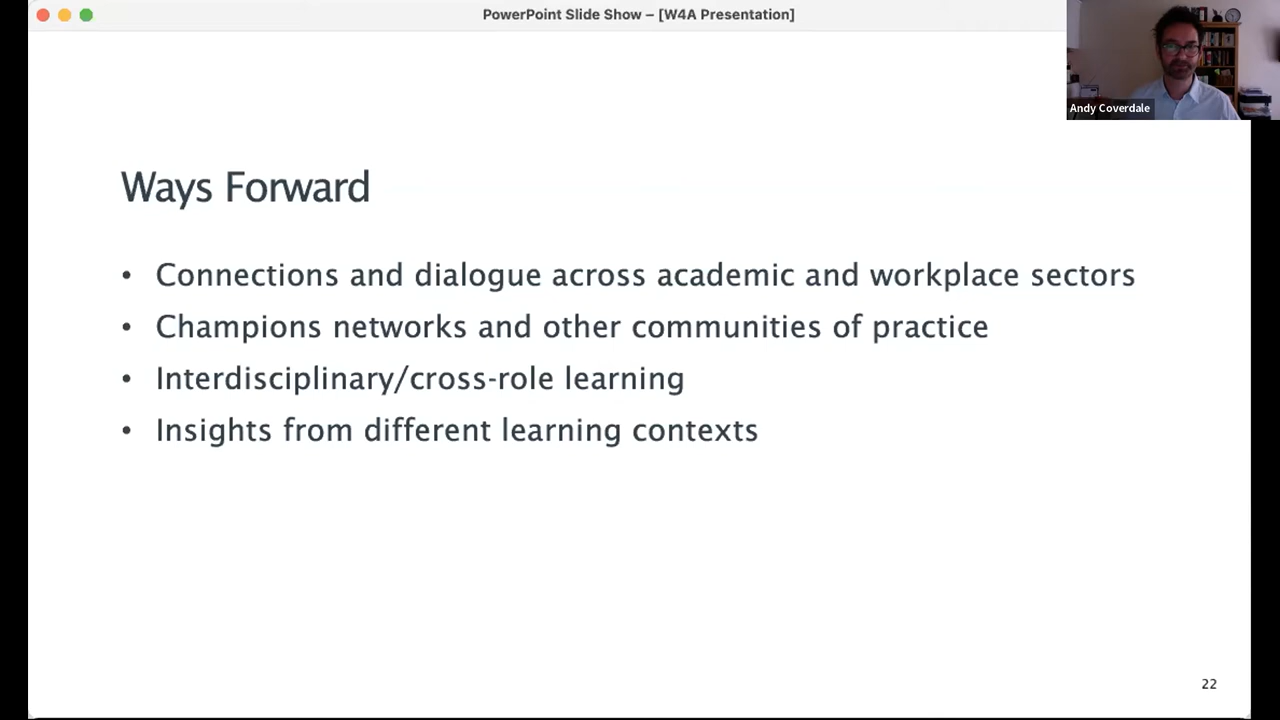 PowerPoint Slide Show – [W4A Presentation]
Andy Coverdale
Ways Forward
• Connections and dialogue across academic and workplace sectors
• Champions networks and other communities of practice
• Interdisciplinary/cross-role learning
• Insights from different learning contexts
22